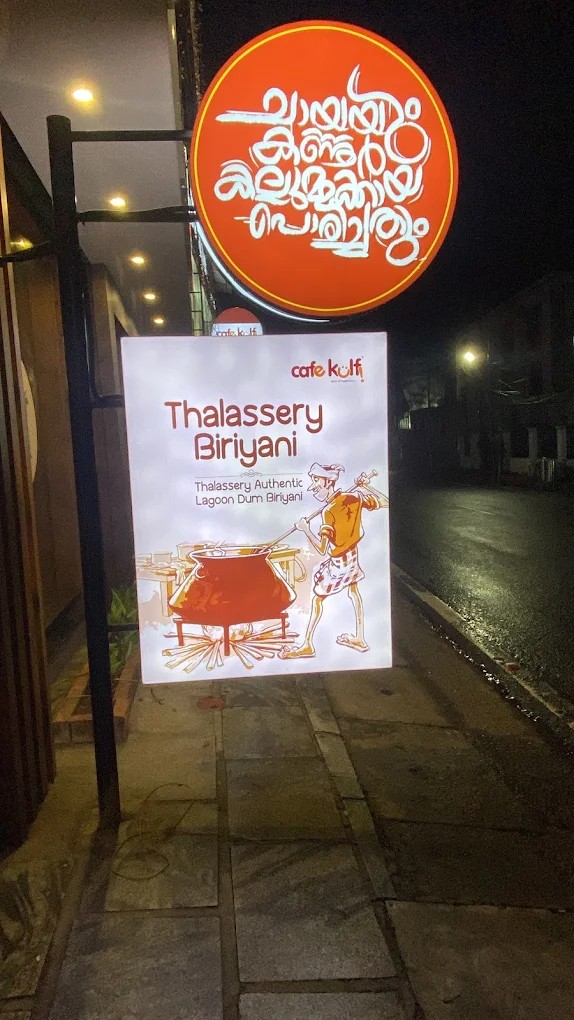 ചായയും
കണ്ണൂർ
കല്ലുമ്മക്കായ
പൊരിച്ചതും
cafe kulfi
cafe kulfi
Thalassery
Biriyani
Thalassery Authentic
Lagoon Dum Biriyani